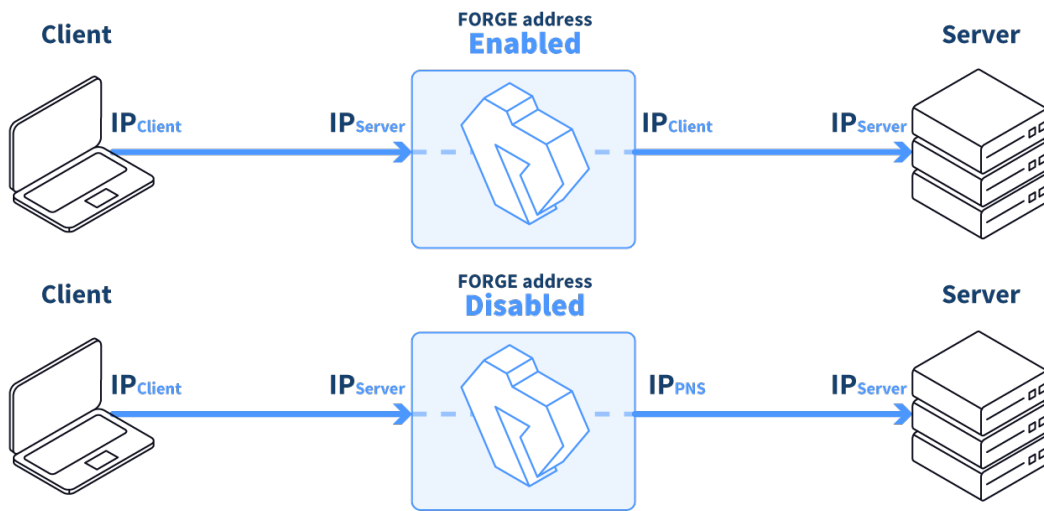 Client
FORGE address
Enabled
Server
IPClient
IPServer
IPClient
IPServer
Client
FORGE address
Disabled
Server
IPClient
IPServer
IPPNS
IPServer